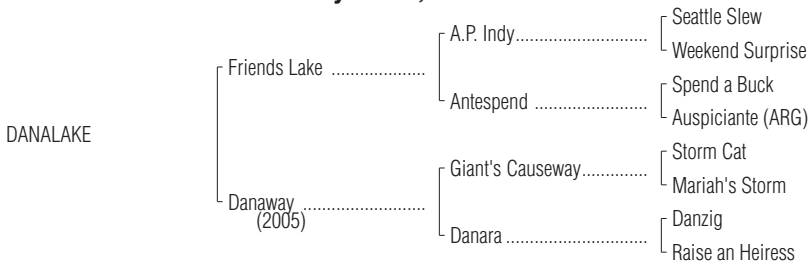 Seattle Slew
A.P. Indy..............................
Weekend Surprise
Friends Lake .....................
Spend a Buck
Antespend ..........................
Auspiciante (ARG)
DANALAKE
Storm Cat
Giant's Causeway...............
Mariah's Storm
Danaway ............................
(2005)
Danzig
Danara ................................
Raise an Heiress